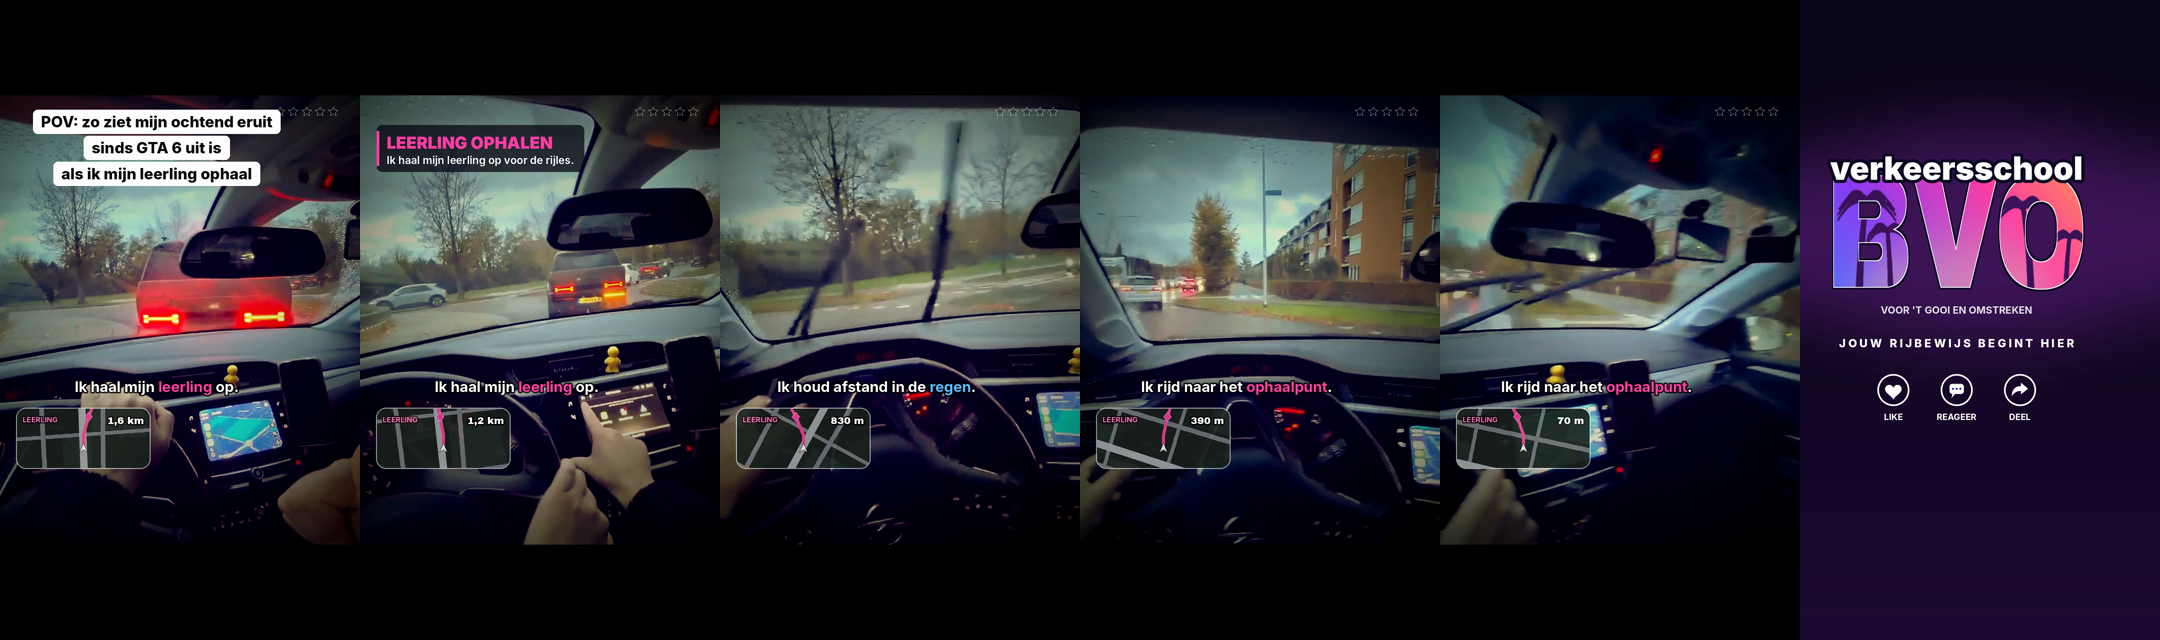 POV: zo ziet mijn ochtend eruit
sinds GTA 6 uit is
als ik mijn leerling ophaal
Ik haal mijn leerling op.
LEERLING
1,6 km
LEERLING OPHALEN
Ik haal mijn leerling op voor de rijles.
Ik haal mijn leerling op.
LEERLING
1,2 km
Ik houd afstand in de regen.
LEERLING
830 m
Ik rijd naar het ophaalpunt.
LEERLING
390 m
Ik rijd naar het ophaalpunt.
LEERLING
70 m
verkeersschool
BVO
VOOR 'T GOOI EN OMSTREKEN
JOUW RIJBEWIJS BEGINT HIER
LIKE
REAGEER
DEEL